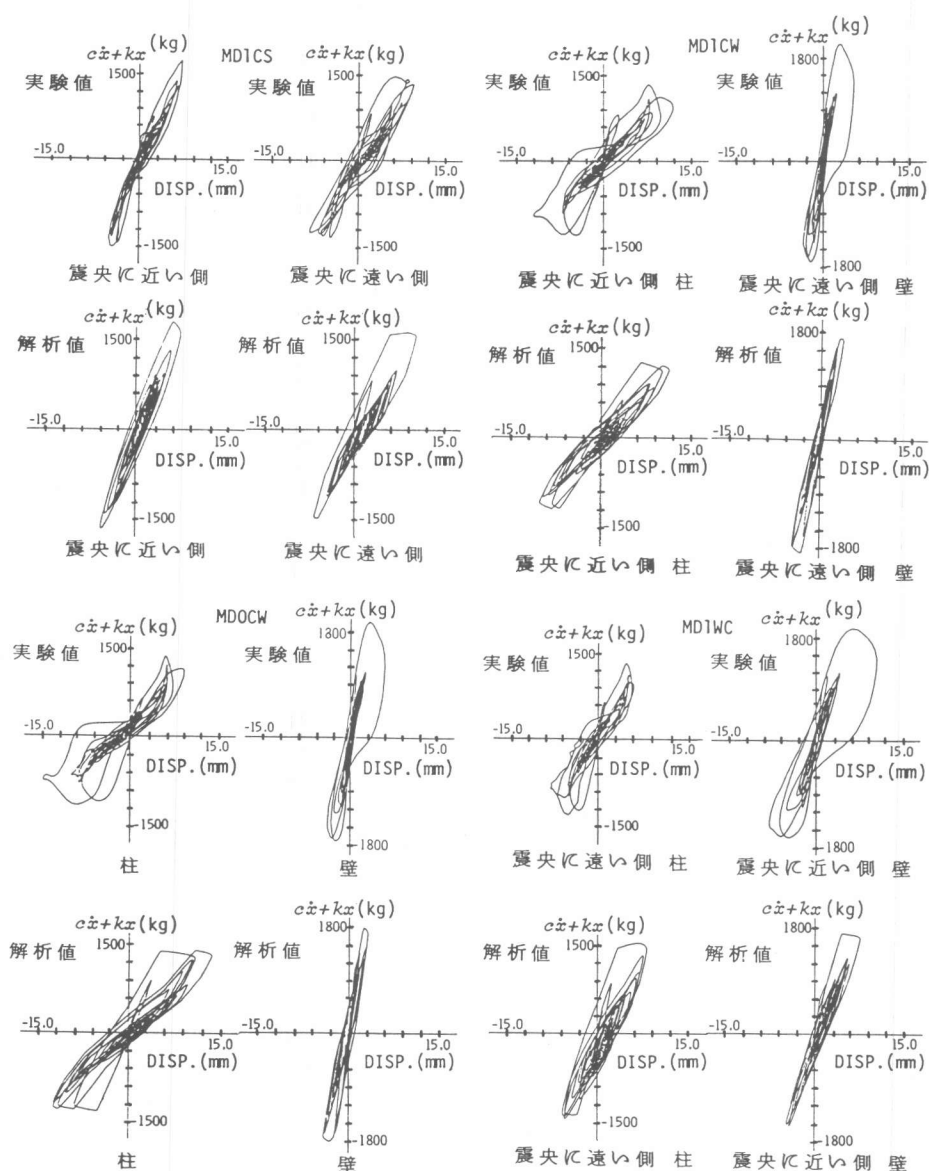 MD1CS
cẋ+kx(kg)
1500
実験値
-15.0
15.0
DISP.(mm)
-1500
震央に近い側
cẋ+kx(kg)
1500
実験値
-15.0
15.0
DISP.(mm)
-1500
震央に遠い側
MD1CW
cẋ+kx(kg)
1500
実験値
-15.0
15.0
DISP.(mm)
-1500
震央に近い側 柱
cẋ+kx(kg)
1800
実験値
-15.0
15.0
DISP.(mm)
-1800
震央に遠い側 壁
cẋ+kx(kg)
1500
解析値
-15.0
15.0
DISP.(mm)
-1500
震央に近い側
cẋ+kx(kg)
1500
解析値
-15.0
15.0
DISP.(mm)
-1500
震央に遠い側
cẋ+kx(kg)
1500
解析値
-15.0
15.0
DISP.(mm)
-1500
震央に近い側 柱
cẋ+kx(kg)
1800
解析値
-15.0
15.0
DISP.(mm)
-1800
震央に遠い側 壁
MD0CW
cẋ+kx(kg)
1500
実験値
-15.0
15.0
DISP.(mm)
-1500
柱
cẋ+kx(kg)
1300
実験値
-15.0
15.0
DISP.(mm)
1800
壁
MD1WC
cẋ+kx(kg)
1500
実験値
-15.0
15.0
DISP.(mm)
-1500
震央に遠い側 柱
cẋ+kx(kg)
1800
実験値
-15.0
15.0
DISP.(mm)
-1800
震央に近い側 壁
cẋ+kx(kg)
1500
解析値
-15.0
15.0
DISP.(mm)
-1500
柱
cẋ+kx(kg)
1800
解析値
-15.0
15.0
DISP.(mm)
-1800
壁
cẋ+kx(kg)
1500
解析値
-15.0
15.0
DISP.(mm)
-1500
震央に遠い側 柱
cẋ+kx(kg)
1800
解析値
-15.0
15.0
DISP.(mm)
-1800
震央に近い側 壁